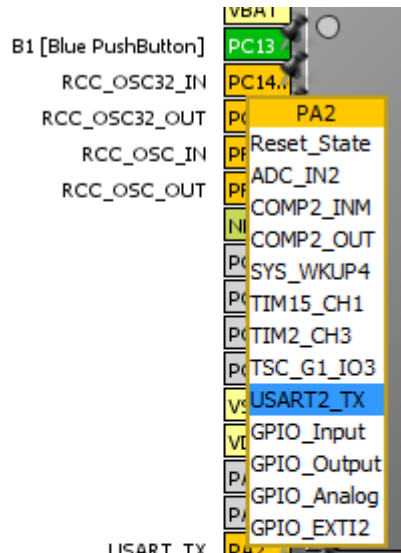 VBAT
B1 [Blue PushButton] PC13
RCC_OSC32_IN PC14..
RCC_OSC32_OUT
RCC_OSC_IN
RCC_OSC_OUT
PA2
Reset_State
ADC_IN2
COMP2_INM
COMP2_OUT
SYS_WKUP4
TIM15_CH1
TIM2_CH3
TSC_G1_IO3
USART2_TX
GPIO_Input
GPIO_Output
GPIO_Analog
GPIO_EXTI2
USART_TX PA2